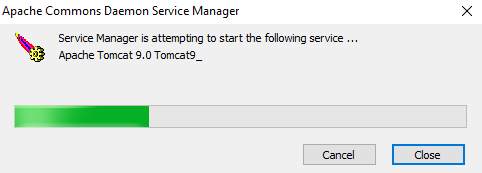 Apache Commons Daemon Service Manager
Service Manager is attempting to start the following service ...
Apache Tomcat 9.0 Tomcat9_
Cancel
Close